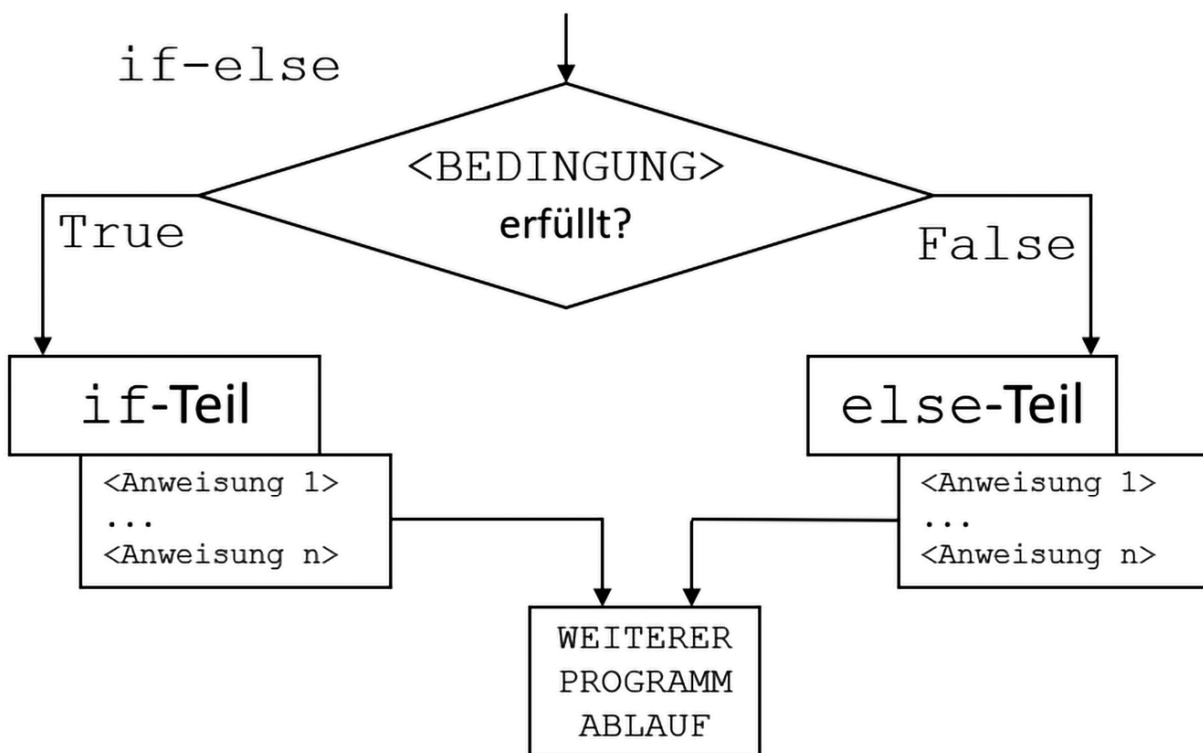 if-else
<BEDINGUNG>
erfüllt?
True
False
if-Teil
<Anweisung 1>
...
<Anweisung n>
else-Teil
<Anweisung 1>
...
<Anweisung n>
WEITERER
PROGRAMM
ABLAUF